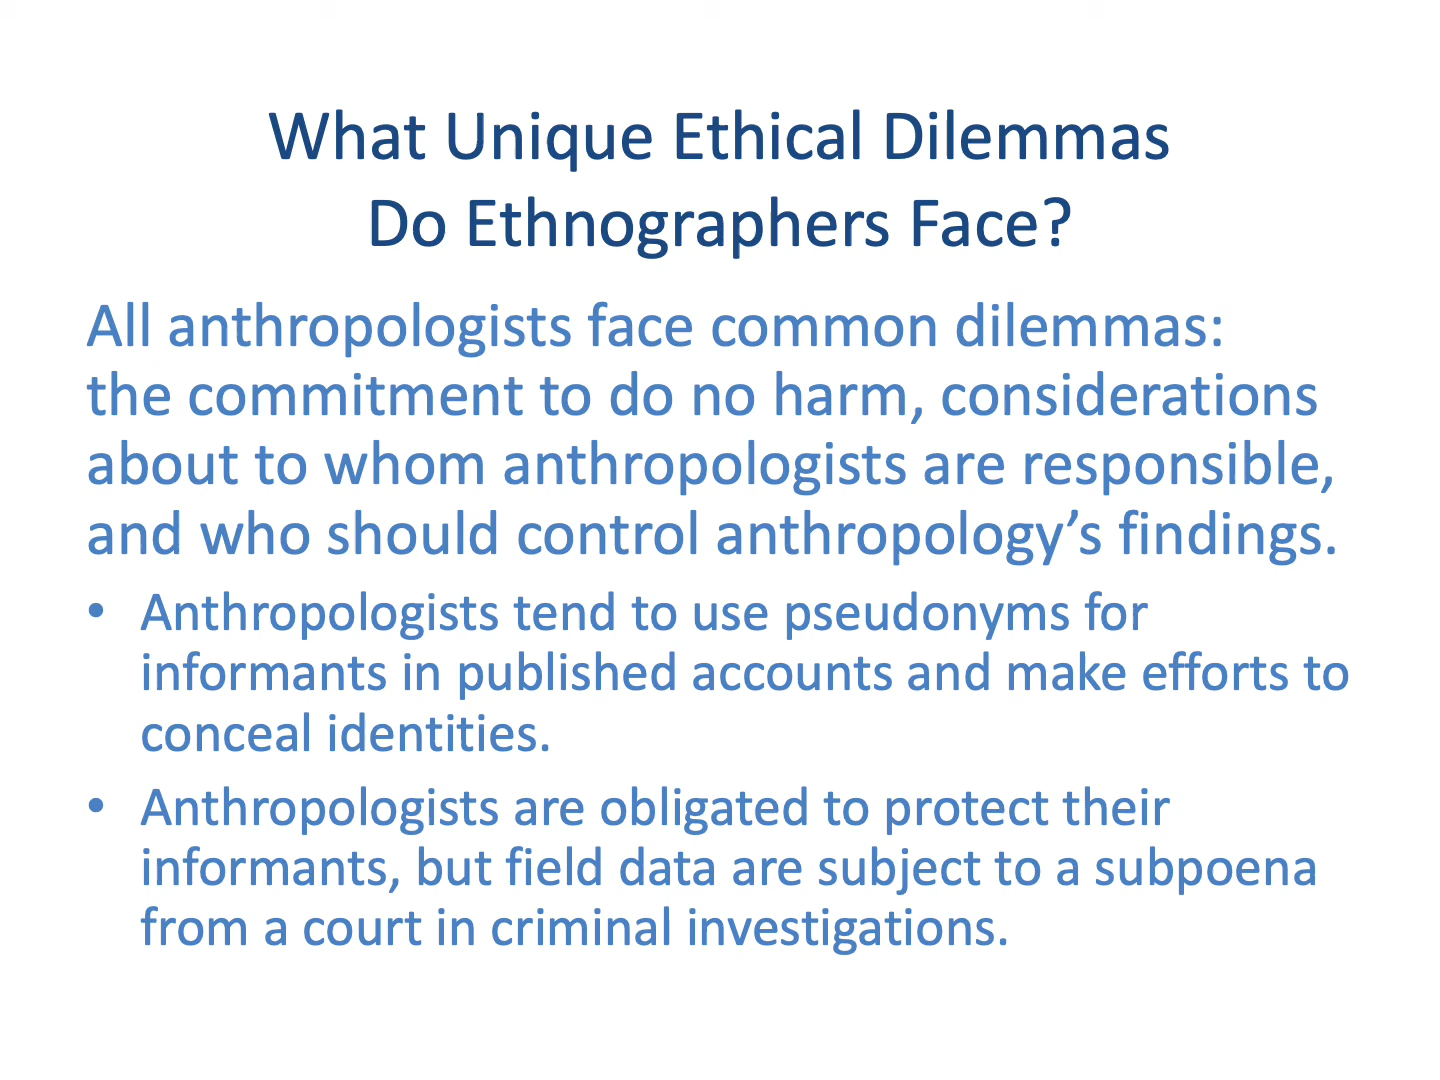 What Unique Ethical Dilemmas
Do Ethnographers Face?
All anthropologists face common dilemmas:
the commitment to do no harm, considerations
about to whom anthropologists are responsible,
and who should control anthropology’s findings.
• Anthropologists tend to use pseudonyms for
informants in published accounts and make efforts to
conceal identities.
• Anthropologists are obligated to protect their
informants, but field data are subject to a subpoena
from a court in criminal investigations.